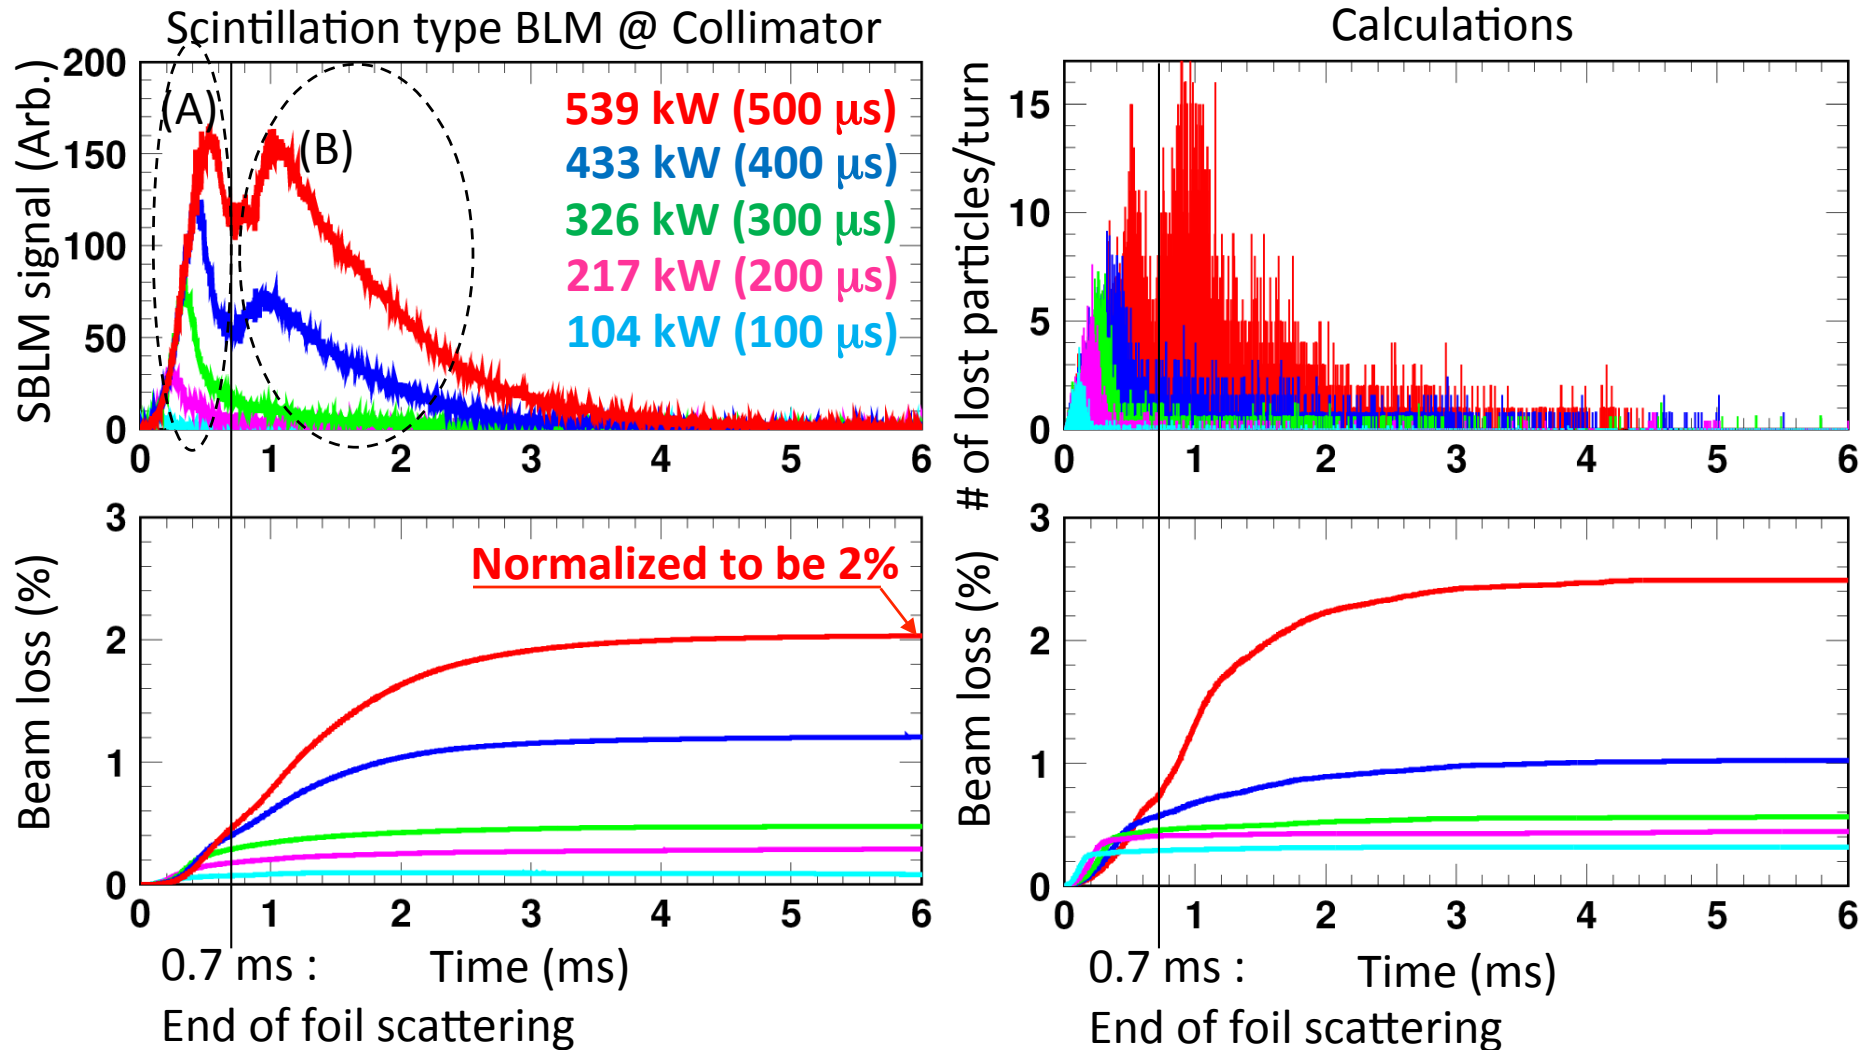 Scintillation type BLM @ Collimator
SBLM signal (Arb.)
200
150
100
50
0
(A)
(B)
539 kW (500 μs)
433 kW (400 μs)
326 kW (300 μs)
217 kW (200 μs)
104 kW (100 μs)
0 1 2 3 4 5 6
Calculations
# of lost particles/turn
15
10
5
0
0 1 2 3 4 5 6
Beam loss (%)
3
2
1
0
Normalized to be 2%
0 1 2 3 4 5 6
0.7 ms : Time (ms)
End of foil scattering
Beam loss (%)
3
2
1
0
0 1 2 3 4 5 6
0.7 ms : Time (ms)
End of foil scattering